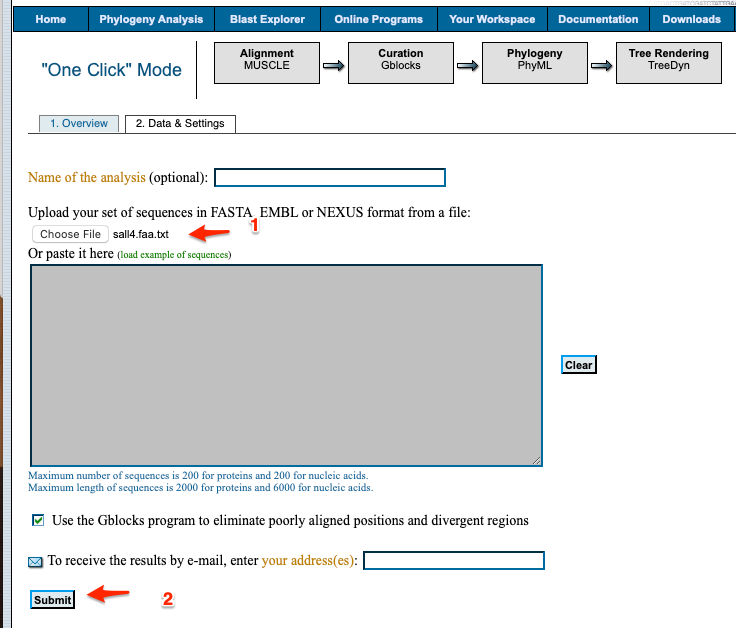 Home Phylogeny Analysis Blast Explorer Online Programs Your Workspace Documentation Downloads
"One Click" Mode
Alignment
MUSCLE
Curation
Gblocks
Phylogeny
PhyML
Tree Rendering
TreeDyn
1. Overview 2. Data & Settings
Name of the analysis (optional):
Upload your set of sequences in FASTA, EMBL or NEXUS format from a file:
Choose File sall4.faa.txt 1
Or paste it here (load example of sequences)
Clear
Maximum number of sequences is 200 for proteins and 200 for nucleic acids.
Maximum length of sequences is 2000 for proteins and 6000 for nucleic acids.
Use the Gblocks program to eliminate poorly aligned positions and divergent regions
To receive the results by e-mail, enter your address(es):
Submit 2